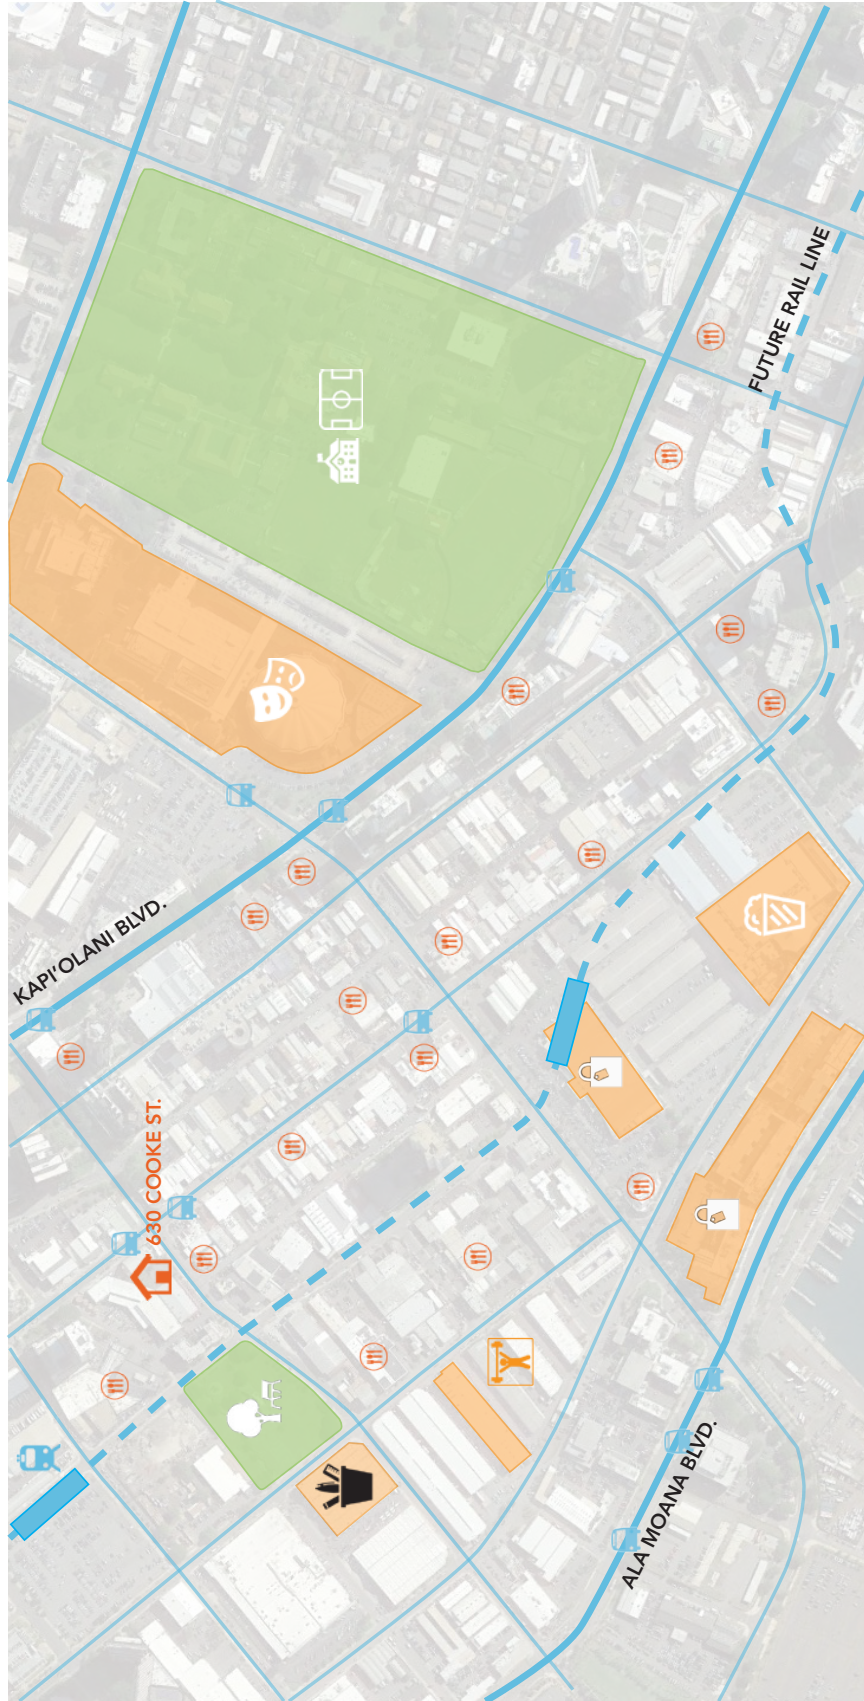 FUTURE RAIL LINE
KAPI'OLANI BLVD.
630 COOKE ST.
ALA MOANA BLVD.